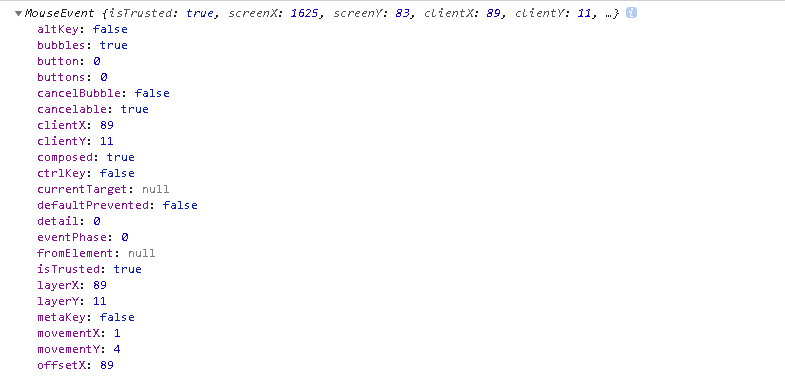 ▼MouseEvent {isTrusted: true, screenX: 1625, screenY: 83, clientX: 89, clientY: 11, …} i
altKey: false
bubbles: true
button: 0
buttons: 0
cancelBubble: false
cancelable: true
clientX: 89
clientY: 11
composed: true
ctrlKey: false
currentTarget: null
defaultPrevented: false
detail: 0
eventPhase: 0
fromElement: null
isTrusted: true
layerX: 89
layerY: 11
metaKey: false
movementX: 1
movementY: 4
offsetX: 89